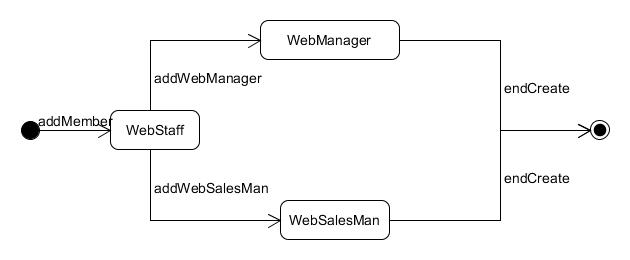 WebManager
addWebManager
endCreate
addMember
WebStaff
addWebSalesMan
endCreate
WebSalesMan